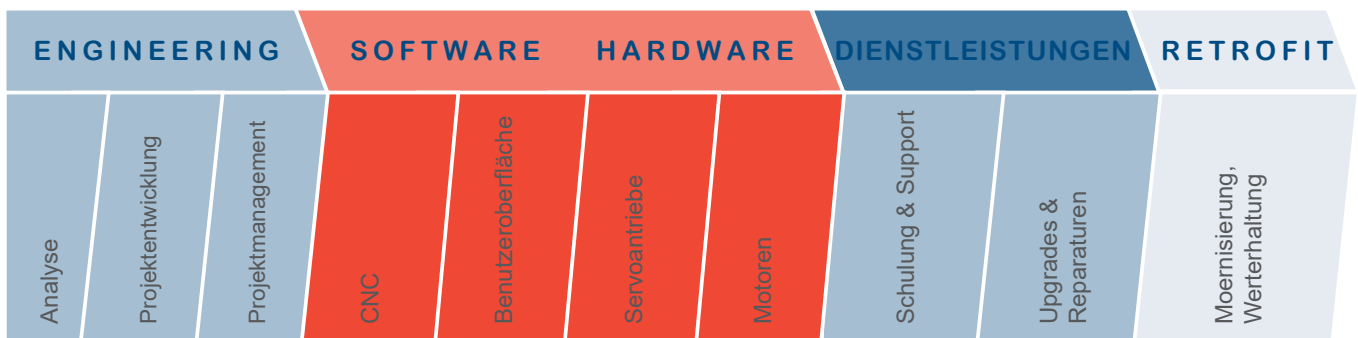 ENGINEERING
SOFTWARE
HARDWARE
DIENSTLEISTUNGEN
RETROFIT
Analyse
Projektentwicklung
Projektmanagement
CNC
Benutzeroberfläche
Servoantriebe
Motoren
Schulung & Support
Upgrades &
Reparaturen
Moernisierung,
Werterhaltung